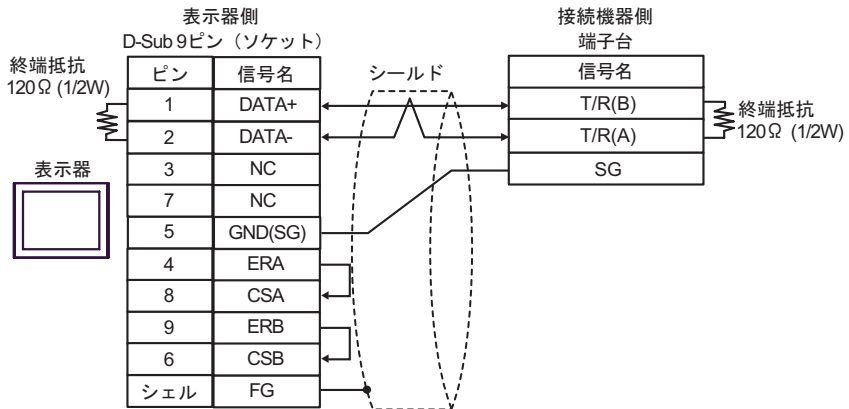 表示器側
D-Sub 9ピン（ソケット）
接続機器側
端子台
終端抵抗
120Ω (1/2W)
ピン 信号名
シールド
信号名
1 DATA+
T/R(B)
2 DATA-
T/R(A)
終端抵抗
120Ω (1/2W)
表示器
3 NC
SG
7 NC
5 GND(SG)
4 ERA
8 CSA
9 ERB
6 CSB
シェル FG